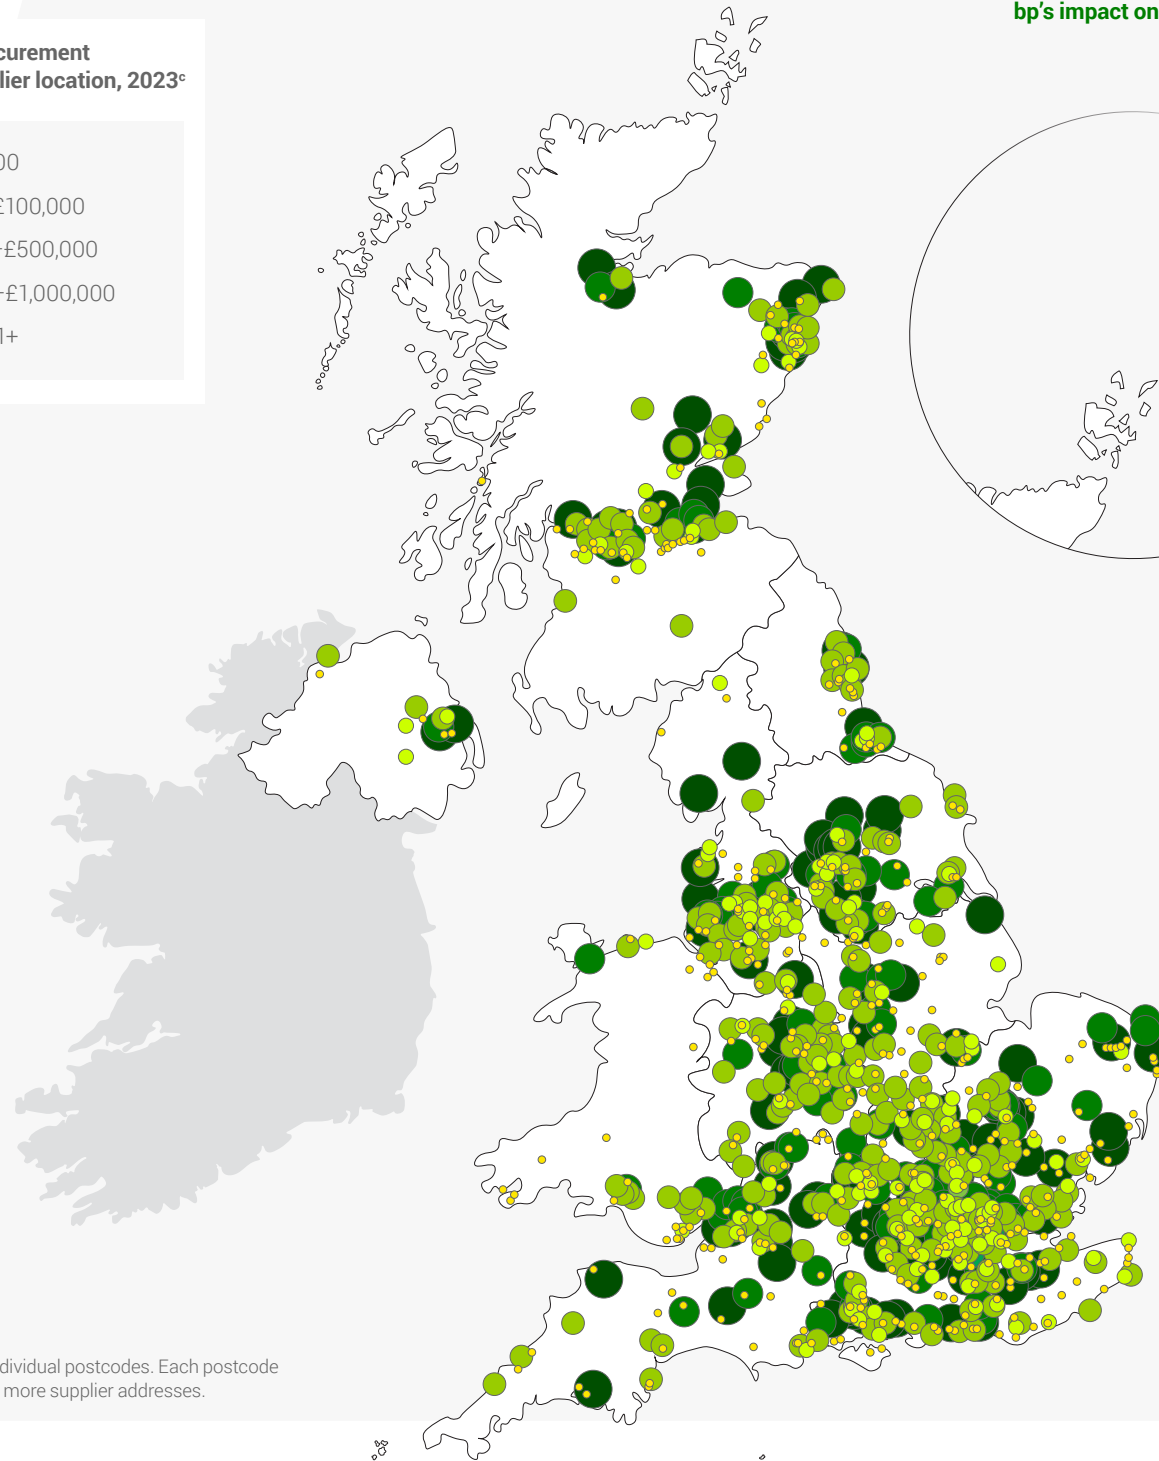 bp’s impact on
curement
lier location, 2023ᶜ
00
£100,000
–£500,000
–£1,000,000
1+
dividual postcodes. Each postcode
more supplier addresses.